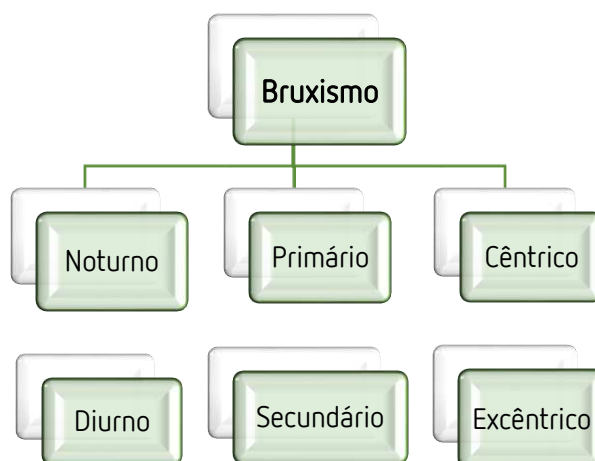 Bruxismo
Noturno
Primário
Cêntrico
Diurno
Secundário
Excêntrico